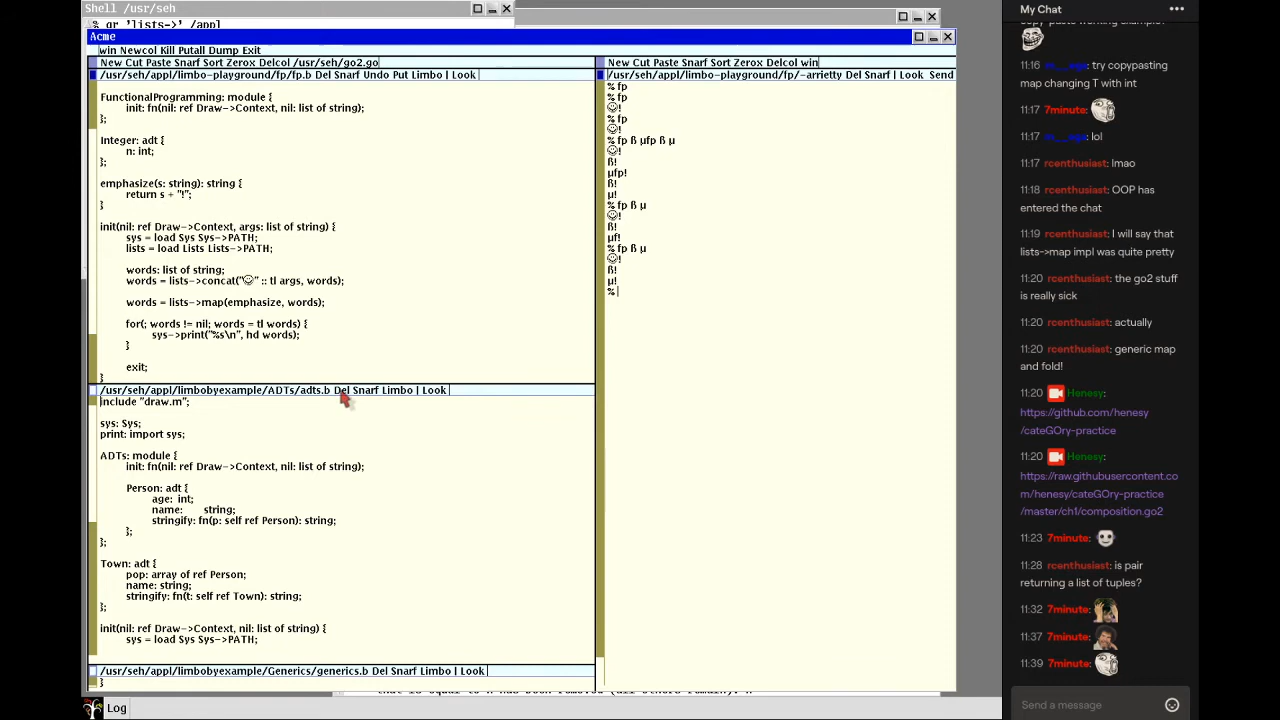 Shell /usr/seh
% gr 'lists->' /appl
Acme
win Newcol Kill Putall Dump Exit
New Cut Paste Snarf Sort Zerox Delcol /usr/seh/go2.go
/usr/seh/appl/limbo-playground/fp/fp.b Del Snarf Undo Put Limbo | Look
FunctionalProgramming: module {
init: fn(nil: ref Draw->Context, nil: list of string);
};
Integer: adt {
n: int;
};
emphasize(s: string): string {
return s + "!";
}
init(nil: ref Draw->Context, args: list of string) {
sys = load Sys Sys->PATH;
lists = load Lists Lists->PATH;
words: list of string;
words = lists->concat("☺" :: tl args, words);
words = lists->map(emphasize, words);
for(; words != nil; words = tl words) {
sys->print("%s\n", hd words);
}
exit;
}
/usr/seh/appl/limbobyexample/ADTs/adts.b Del Snarf Limbo | Look
include "draw.m";
sys: Sys;
print: import sys;
ADTs: module {
init: fn(nil: ref Draw->Context, nil: list of string);
Person: adt {
age: int;
name: string;
stringify: fn(p: self ref Person): string;
};
};
Town: adt {
pop: array of ref Person;
name: string;
stringify: fn(t: self ref Town): string;
};
init(nil: ref Draw->Context, nil: list of string) {
sys = load Sys Sys->PATH;
/usr/seh/appl/limbobyexample/Generics/generics.b Del Snarf Limbo | Look
}
New Cut Paste Snarf Sort Zerox Delcol win
/usr/seh/appl/limbo-playground/fp/-arrietty Del Snarf | Look Send
% fp
% fp
☺!
% fp
☺!
% fp ß µfp ß µ
☺!
ß!
µfp!
ß!
µ!
% fp ß µ
☺!
ß!
µf!
% fp ß µ
☺!
ß!
µ!
%
Log
My Chat
try copypasting
map changing T with int
11:16
11:17 7minute:
11:17 lol
11:17 rcenthusiast: lmao
11:18 rcenthusiast: OOP has
entered the chat
11:19 rcenthusiast: I will say that
lists->map impl was quite pretty
11:20 rcenthusiast: the go2 stuff
is really sick
11:20 rcenthusiast: actually
11:20 rcenthusiast: generic map
and fold!
11:20 Henesy:
https://github.com/henesy
/cateGOry-practice
11:20 Henesy:
https://raw.githubusercontent.co
m/henesy/cateGOry-practice
/master/ch1/composition.go2
11:23 7minute:
11:28 rcenthusiast: is pair
returning a list of tuples?
11:32 7minute:
11:37 7minute:
11:39 7minute:
Send a message